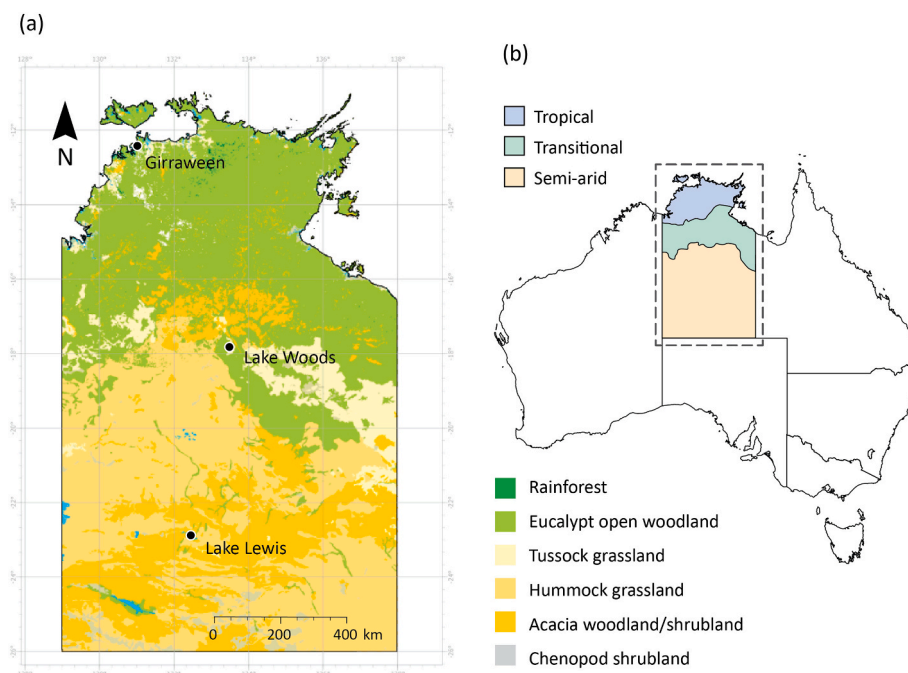 (a)
N
Girraween
Lake Woods
Lake Lewis
0 200 400 km
(b)
Tropical
Transitional
Semi-arid
Rainforest
Eucalypt open woodland
Tussock grassland
Hummock grassland
Acacia woodland/shrubland
Chenopod shrubland